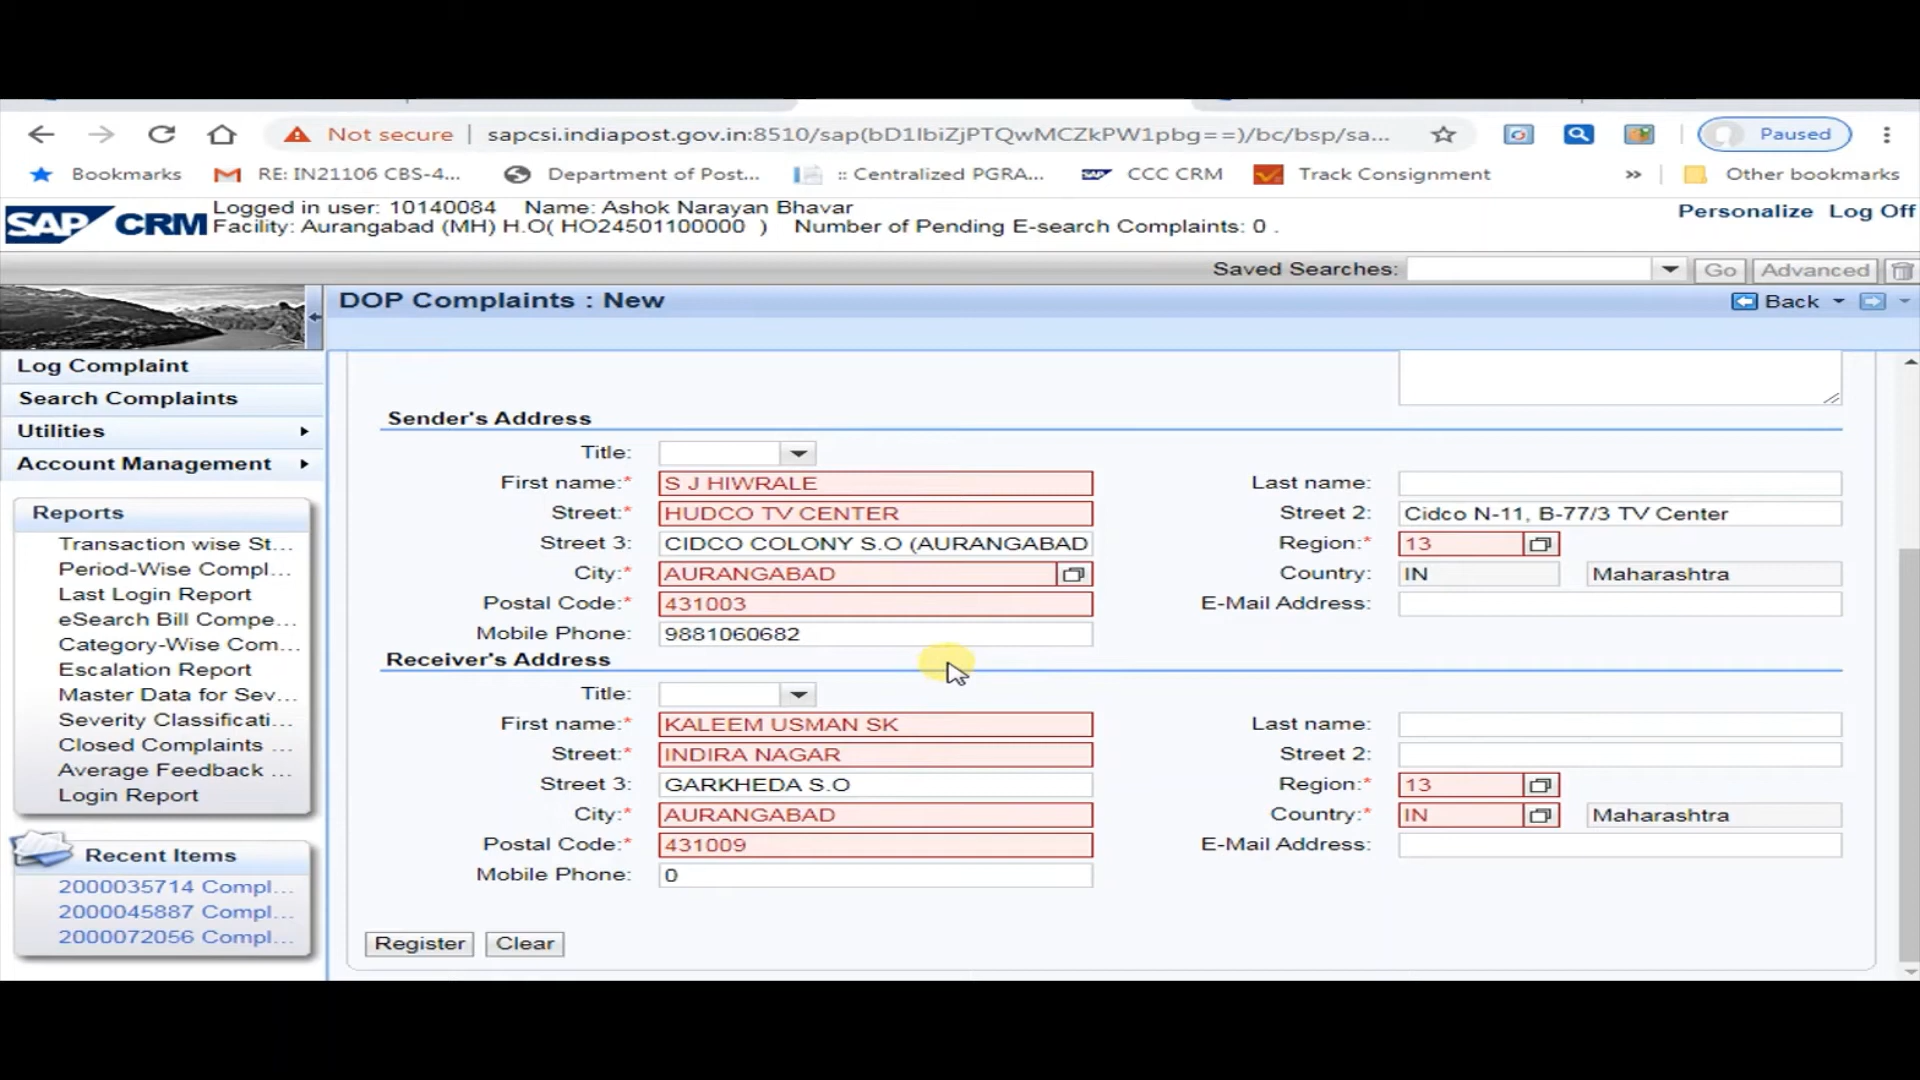 Not secure | sapcsi.indiapost.gov.in:8510/sap(bD1lbiZjPTQwMCZkPW1pbg==)/bc/bsp/sa... Paused
Bookmarks RE: IN21106 CBS-4... Department of Post... :: Centralized PGRA... CCC CRM Track Consignment » Other bookmarks
SAP CRM Logged in user: 10140084 Name: Ashok Narayan Bhavar Personalize Log Off
Facility: Aurangabad (MH) H.O( HO24501100000 ) Number of Pending E-search Complaints: 0 .
Saved Searches: Go Advanced
DOP Complaints : New Back
Log Complaint
Search Complaints
Utilities
Account Management
Reports
Transaction wise St...
Period-Wise Compl...
Last Login Report
eSearch Bill Compe...
Category-Wise Com...
Escalation Report
Master Data for Sev...
Severity Classificati...
Closed Complaints ...
Average Feedback ...
Login Report
Recent Items
2000035714 Compl...
2000045887 Compl...
2000072056 Compl...
Sender's Address
Title:
First name:* S J HIWRALE Last name:
Street:* HUDCO TV CENTER Street 2: Cidco N-11, B-77/3 TV Center
Street 3: CIDCO COLONY S.O (AURANGABAD Region:* 13
City:* AURANGABAD Country: IN Maharashtra
Postal Code:* 431003 E-Mail Address:
Mobile Phone: 9881060682
Receiver's Address
Title:
First name:* KALEEM USMAN SK Last name:
Street:* INDIRA NAGAR Street 2:
Street 3: GARKHEDA S.O Region:* 13
City:* AURANGABAD Country:* IN Maharashtra
Postal Code:* 431009 E-Mail Address:
Mobile Phone: 0
Register Clear